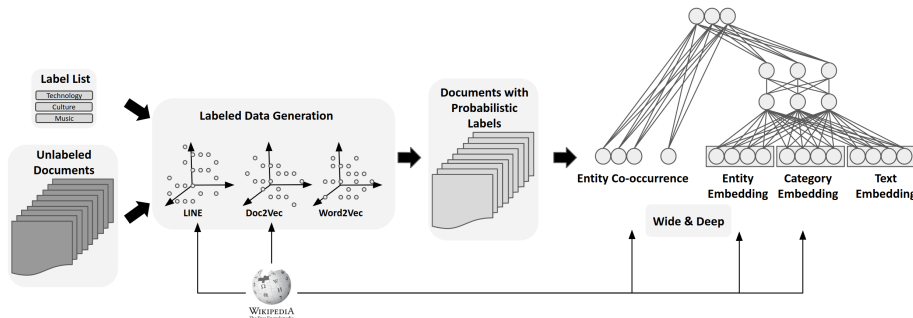 Label List
Technology
Culture
Music
Unlabeled
Documents
Labeled Data Generation
LINE
Doc2Vec
Word2Vec
Documents with
Probabilistic
Labels
Entity Co-occurrence
Entity
Embedding
Category
Embedding
Text
Embedding
Wide & Deep
WIKIPEDIA